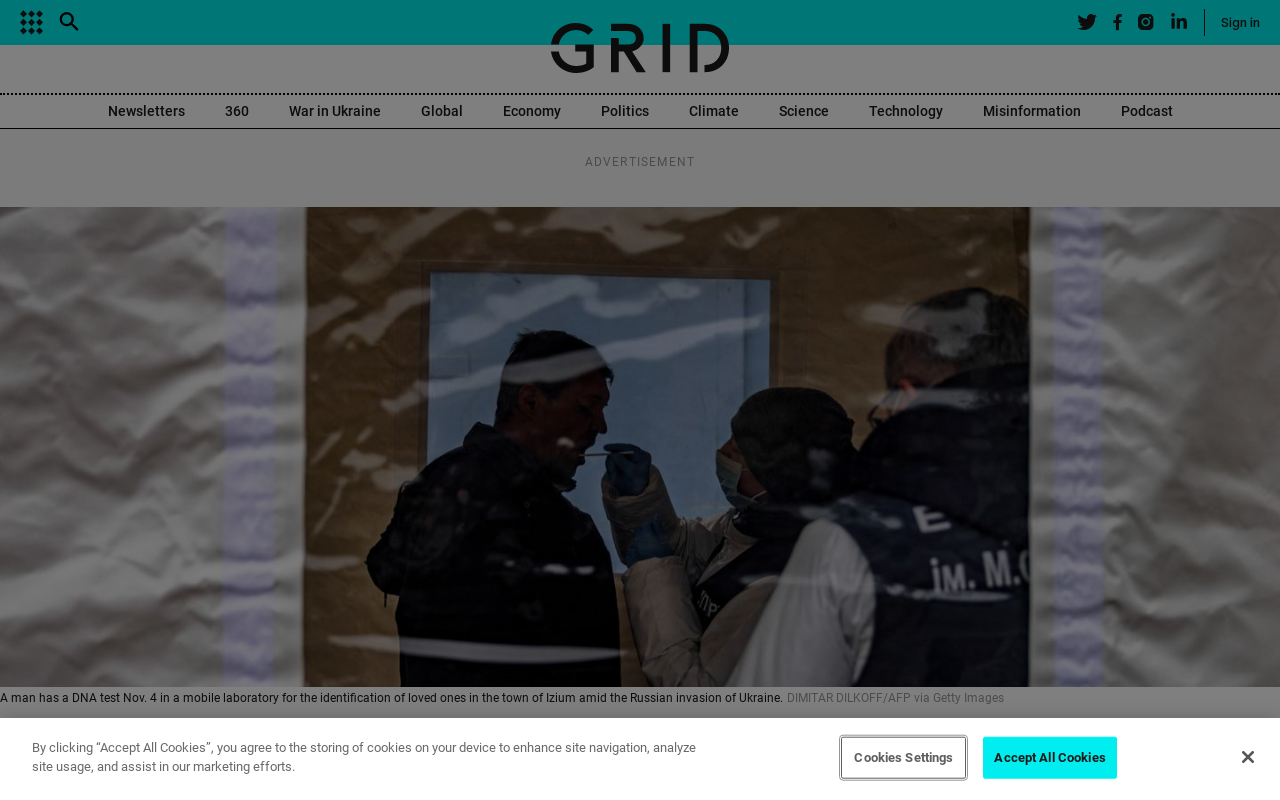 GRID
Sign in
Newsletters 360 War in Ukraine Global Economy Politics Climate Science Technology Misinformation Podcast
ADVERTISEMENT
Е
ім. М.
A man has a DNA test Nov. 4 in a mobile laboratory for the identification of loved ones in the town of Izium amid the Russian invasion of Ukraine. DIMITAR DILKOFF/AFP via Getty Images
By clicking “Accept All Cookies”, you agree to the storing of cookies on your device to enhance site navigation, analyze
site usage, and assist in our marketing efforts.
Cookies Settings
Accept All Cookies